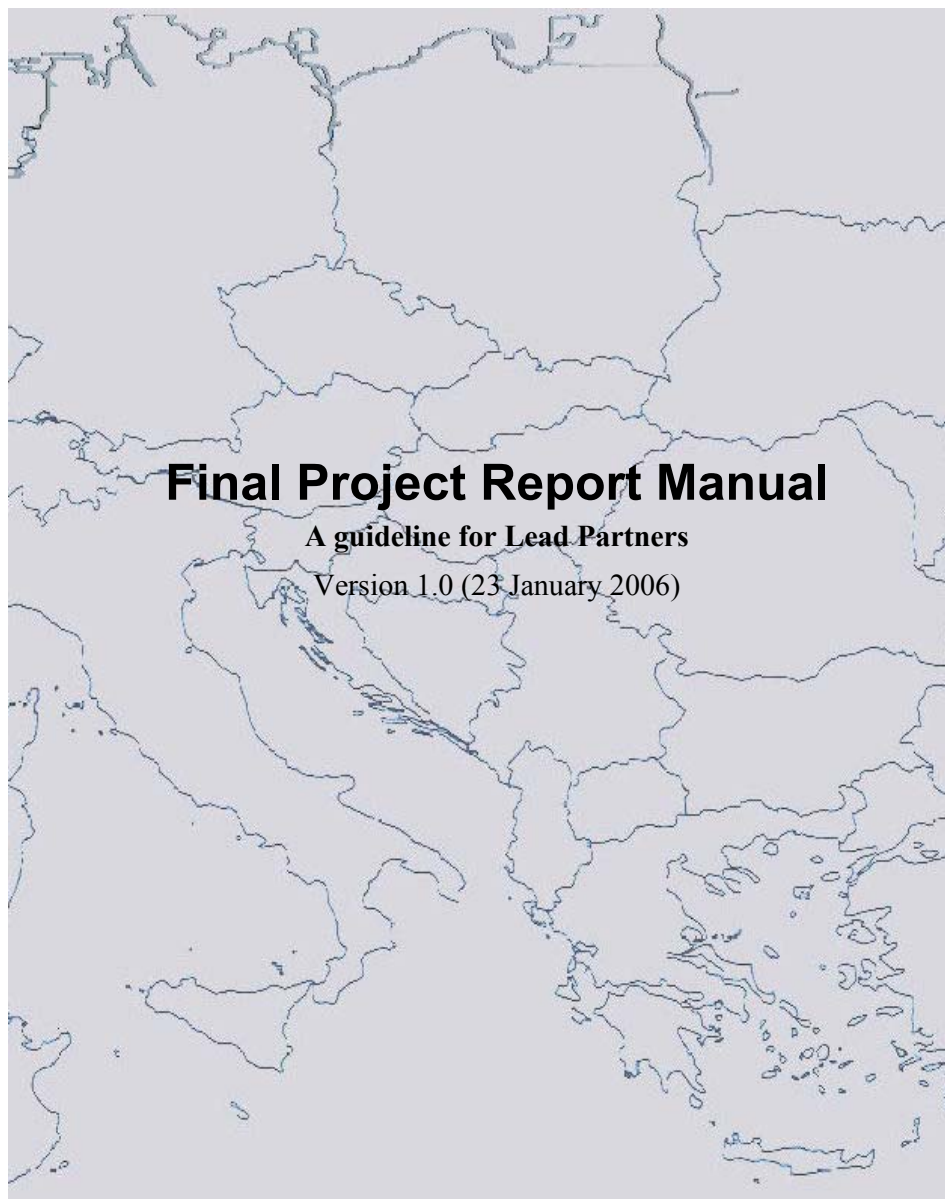 Final Project Report Manual
A guideline for Lead Partners
Version 1.0 (23 January 2006)